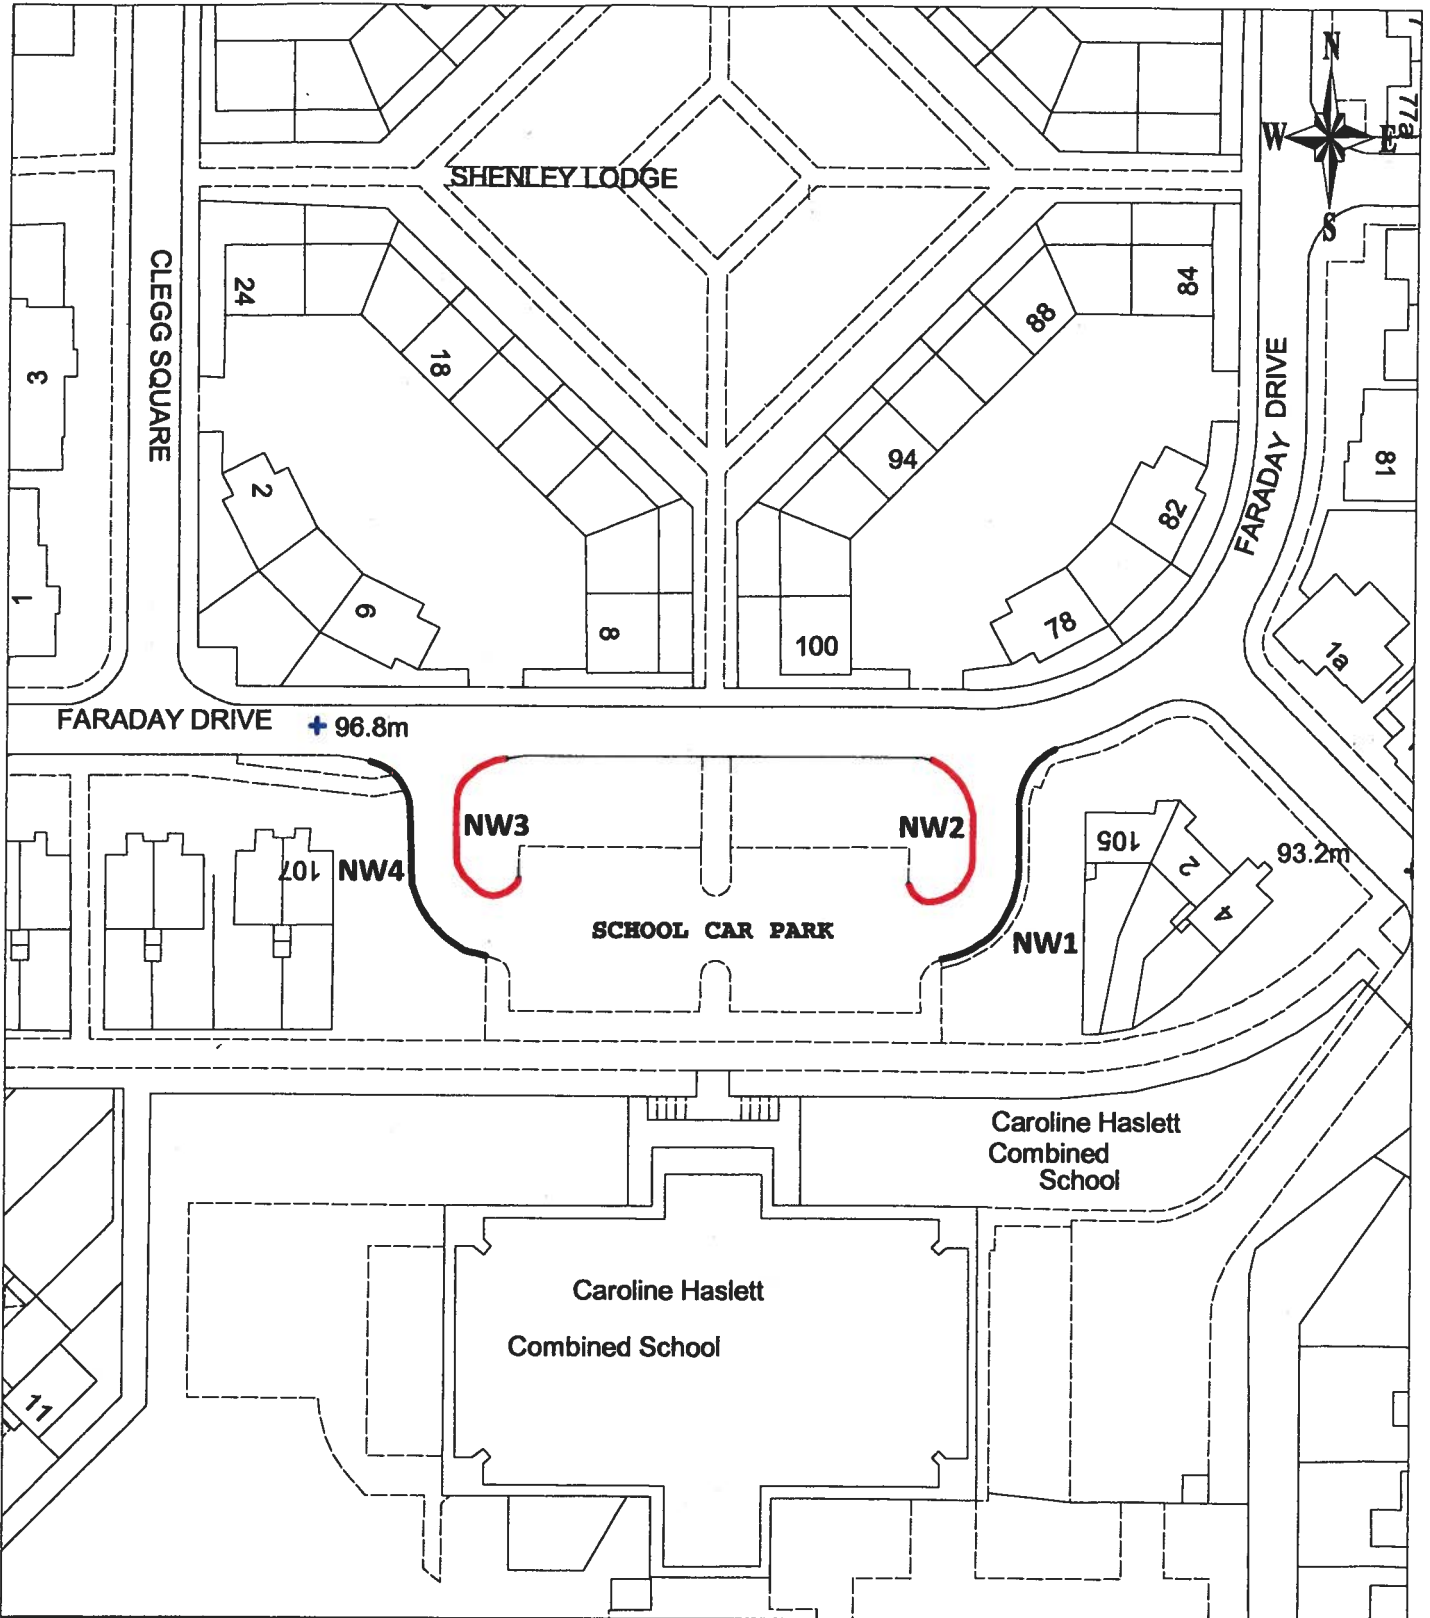 N
77a
W
E
SHENLEY LODGE
S
CLEGG SQUARE
24
84
88
3
18
FARADAY DRIVE
94
81
2
82
1
6
78
8
100
1a
FARADAY DRIVE
+ 96.8m
NW3
NW2
105
107
NW4
2
93.2m
4
SCHOOL CAR PARK
NW1
Caroline Haslett
Combined
School
Caroline Haslett
Combined School
11